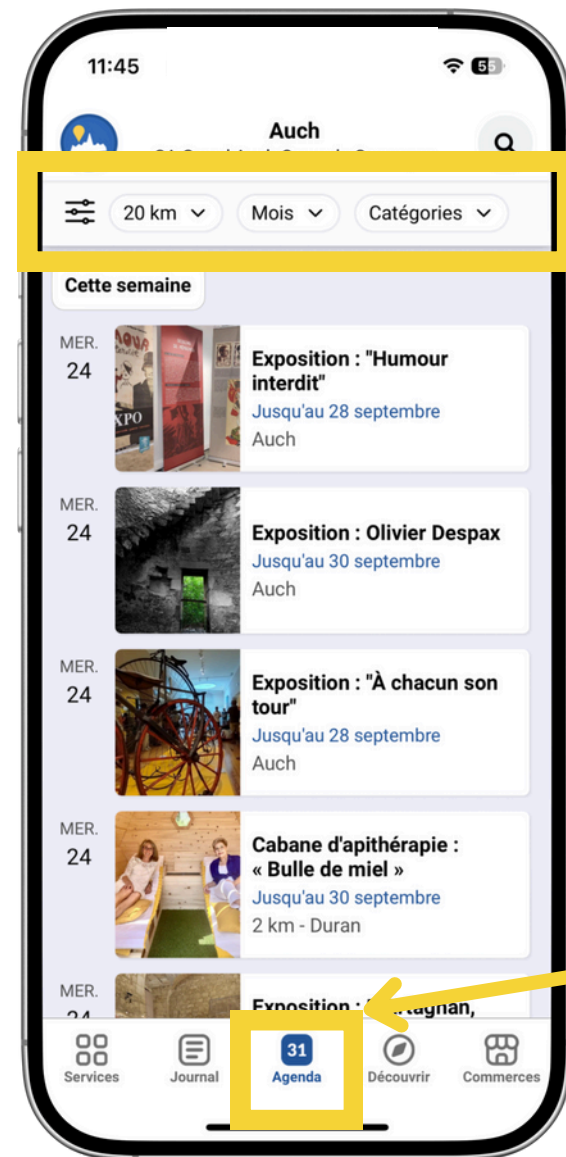 11:45
55
Auch
20 km
Mois
Catégories
Cette semaine
MER.
24
EXPO
Exposition : "Humour
interdit"
Jusqu'au 28 septembre
Auch
MER.
24
Exposition : Olivier Despax
Jusqu'au 30 septembre
Auch
MER.
24
Exposition : "À chacun son
tour"
Jusqu'au 28 septembre
Auch
MER.
24
Cabane d'apithérapie :
« Bulle de miel »
Jusqu'au 30 septembre
2 km - Duran
MER.
24
Exposition :
31
Services
Journal
Agenda
Découvrir
Commerces